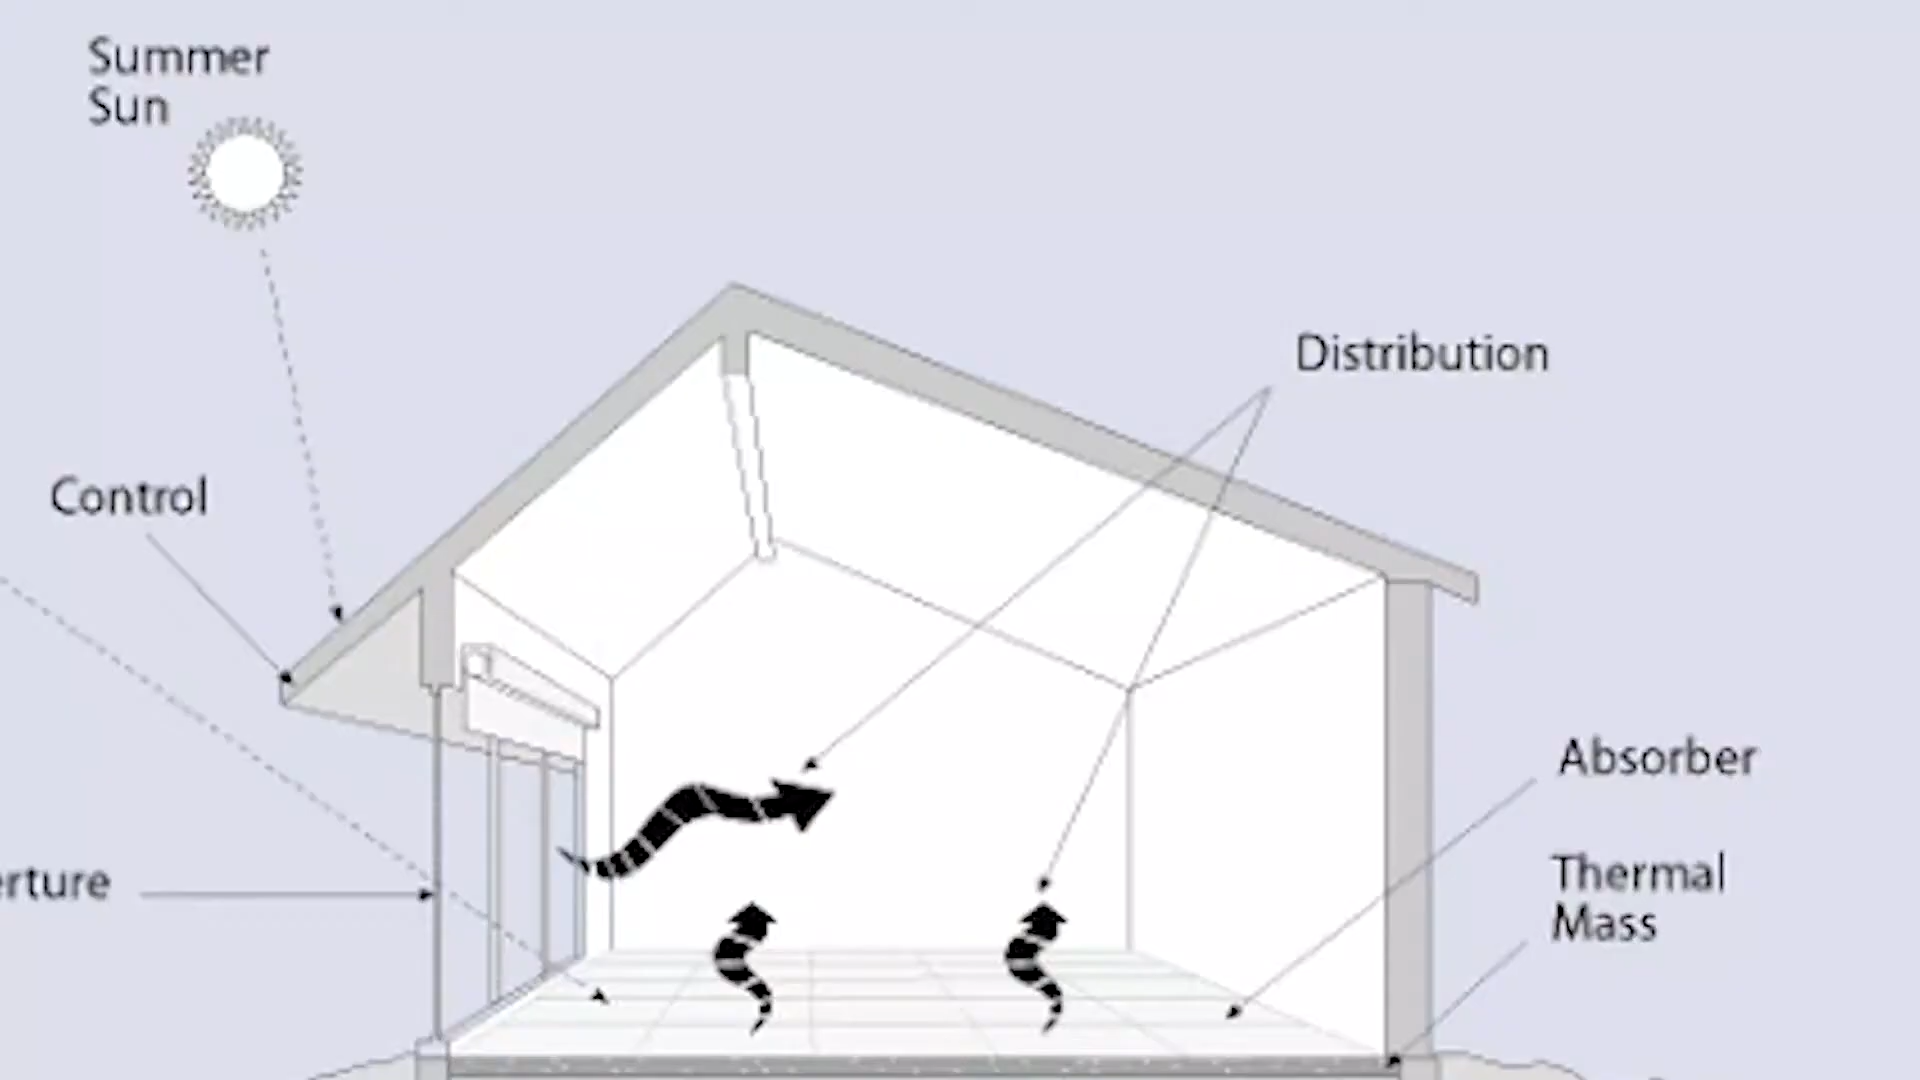 Summer
Sun
Distribution
Control
Absorber
erture
Thermal
Mass